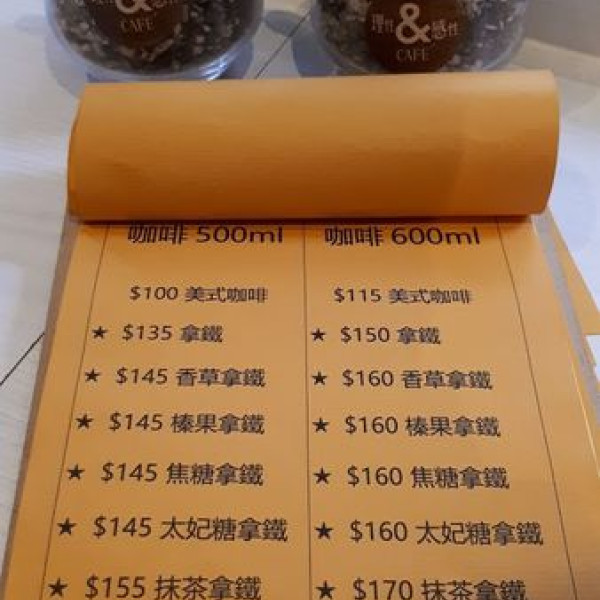 CAFE
理性&感性
CAFE
咖啡 500ml
$100 美式咖啡
★ $135 拿鐵
★ $145 香草拿鐵
★ $145 榛果拿鐵
★ $145 焦糖拿鐵
★ $145 太妃糖拿鐵
★ $155 抹茶拿鐵
咖啡 600ml
$115 美式咖啡
★ $150 拿鐵
★ $160 香草拿鐵
★ $160 榛果拿鐵
★ $160 焦糖拿鐵
★ $160 太妃糖拿鐵
★ $170 抹茶拿鐵